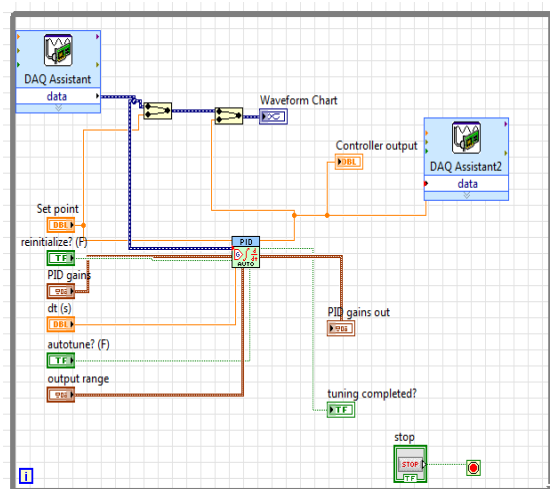 DAQ Assistant
data
Waveform Chart
Controller output
DBL
DAQ Assistant2
data
Set point
DBL
reinitialize? (F)
TF
PID
AUTO
PID gains
dt (s)
DBL
PID gains out
autotune? (F)
TF
output range
tuning completed?
TF
stop
STOP
TF
i